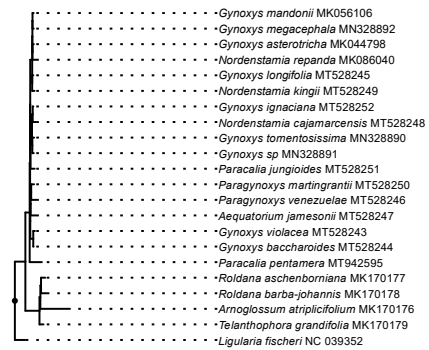 Gynoxys mandonii MK056106
Gynoxys megacephala MN328892
Gynoxys asterotricha MK044798
Nordenstamia repanda MK086040
Gynoxys longifolia MT528245
Nordenstamia kingii MT528249
Gynoxys ignaciana MT528252
Nordenstamia cajamarcensis MT528248
Gynoxys tomentosissima MN328890
Gynoxys sp MN328891
Paracalia jungioides MT528251
Paragynoxys martingrantii MT528250
Paragynoxys venezuelae MT528246
Aequatorium jamesonii MT528247
Gynoxys violacea MT528243
Gynoxys baccharoides MT528244
Paracalia pentamera MT942595
Roldana aschenborniana MK170177
Roldana barba-johannis MK170178
Arnoglossum atriplicifolium MK170176
Telanthophora grandifolia MK170179
Ligularia fischeri NC 039352